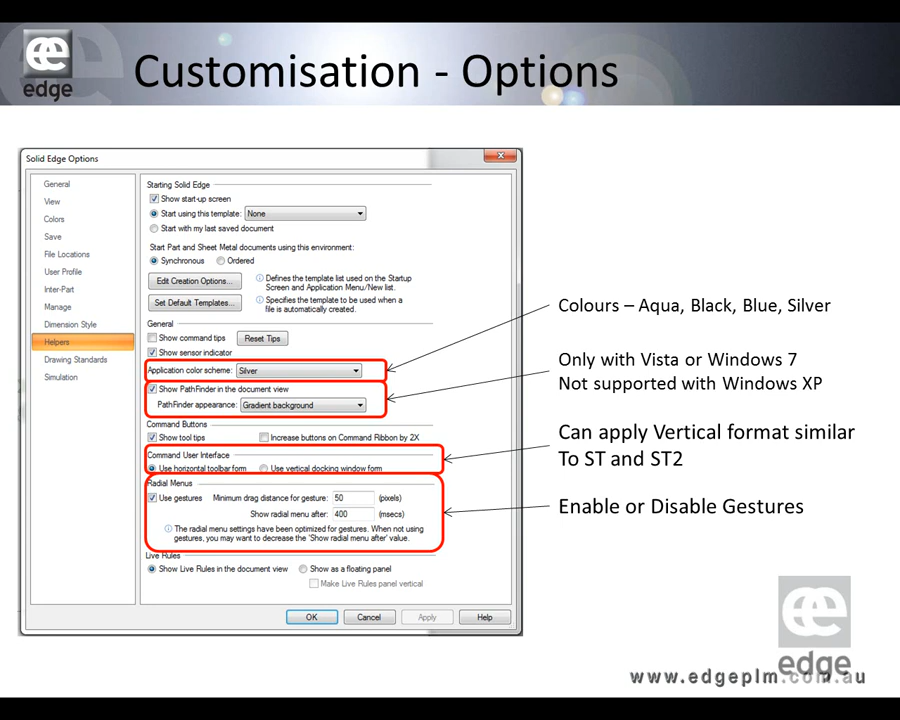 edge
Customisation - Options
Solid Edge Options
General
View
Colors
Save
File Locations
User Profile
Inter-Part
Manage
Dimension Style
Helpers
Drawing Standards
Simulation
Starting Solid Edge
Show start-up screen
Start using this template: None
Start with my last saved document
Start Part and Sheet Metal documents using this environment:
Synchronous Ordered
Edit Creation Options...
Defines the template list used on the Startup
Screen and Application Menu/New list.
Set Default Templates...
Specifies the template to be used when a
file is automatically created.
General
Show command tips Reset Tips
Show sensor indicator
Application color scheme: Silver
Show PathFinder in the document view
PathFinder appearance: Gradient background
Command Buttons
Show tool tips Increase buttons on Command Ribbon by 2X
Command User Interface
Use horizontal toolbar form Use vertical docking window form
Radial Menus
Use gestures Minimum drag distance for gesture: 50 (pixels)
Show radial menu after: 400 (msecs)
The radial menu settings have been optimized for gestures. When not using
gestures, you may want to decrease the 'Show radial menu after' value.
Live Rules
Show Live Rules in the document view Show as a floating panel
Make Live Rules panel vertical
OK Cancel Apply Help
Colours – Aqua, Black, Blue, Silver
Only with Vista or Windows 7
Not supported with Windows XP
Can apply Vertical format similar
To ST and ST2
Enable or Disable Gestures
edge
www.edgeplm.com.au